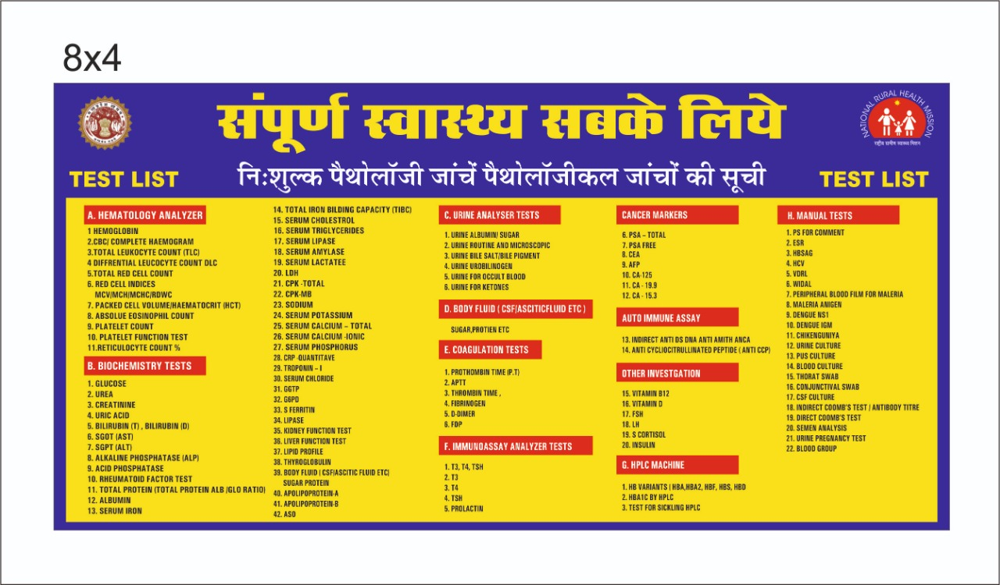 8x4
संपूर्ण स्वास्थ्य सबके लिये
NATIONAL RURAL HEALTH MISSION
राष्ट्रीय ग्रामीण स्वास्थ्य मिशन
TEST LIST
निःशुल्क पैथोलॉजी जांचें पैथोलॉजीकल जांचों की सूची
TEST LIST
A. HEMATOLOGY ANALYZER
1 HEMOGLOBIN
2.CBC/ COMPLETE HAEMOGRAM
3.TOTAL LEUKOCYTE COUNT (TLC)
4 DIFFRENTIAL LEUCOCYTE COUNT DLC
5.TOTAL RED CELL COUNT
6. RED CELL INDICES
MCV/MCH/MCHC/RDWC
7. PACKED CELL VOLUME/HAEMATOCRIT (HCT)
8. ABSOLUE EOSINOPHIL COUNT
9. PLATELET COUNT
10. PLATELET FUNCTION TEST
11.RETICULOCYTE COUNT %
B. BIOCHEMISTRY TESTS
1. GLUCOSE
2. UREA
3. CREATININE
4. URIC ACID
5. BILIRUBIN (T) , BILIRUBIN (D)
6. SGOT (AST)
7. SGPT (ALT)
8. ALKALINE PHOSPHATASE (ALP)
9. ACID PHOSPHATASE
10. RHEUMATOID FACTOR TEST
11. TOTAL PROTEIN (TOTAL PROTEIN ALB /GLO RATIO)
12. ALBUMIN
13. SERUM IRON
14. TOTAL IRON BILDING CAPACITY (TIBC)
15. SERUM CHOLESTROL
16. SERUM TRIGLYCERIDES
17. SERUM LIPASE
18. SERUM AMYLASE
19. SERUM LACTATEE
20. LDH
21. CPK -TOTAL
22. CPK-MB
23. SODIUM
24. SERUM POTASSIUM
25. SERUM CALCIUM – TOTAL
26. SERUM CALCIUM -IONIC
27. SERUM PHOSPHORUS
28. CRP -QUANTITAVE
29. TROPONIN – I
30. SERUM CHLORIDE
31. GGTP
32. G6PD
33. S FERRITIN
34. LIPASE
35. KIDNEY FUNCTION TEST
36. LIVER FUNCTION TEST
37. LIPID PROFILE
38. THYROGLOBULIN
39. BODY FLUID ( CSF/ASCITIC FLUID ETC)
SUGAR PROTEIN
40. APOLIPOPROTEIN-A
41. APOLIPOPROTEIN-B
42. ASO
C. URINE ANALYSER TESTS
1. URINE ALBUMIN/ SUGAR
2. URINE ROUTINE AND MICROSCOPIC
3. URINE BILE SALT/BILE PIGMENT
4. URINE UROBILINOGEN
5. URINE FOR OCCULT BLOOD
6. URINE FOR KETONES
D. BODY FLUID ( CSF/ASCITICFLUID ETC )
SUGAR,PROTIEN ETC
E. COAGULATION TESTS
1. PROTHOMBIN TIME (P.T)
2. APTT
3. THROMBIN TIME ,
4. FIBRINOGEN
5. D-DIMER
6. FDP
F. IMMUNOASSAY ANALYZER TESTS
1. T3, T4, TSH
2. T3
3. T4
4. TSH
5. PROLACTIN
CANCER MARKERS
6. PSA – TOTAL
7. PSA FREE
8. CEA
9. AFP
10. CA-125
11. CA - 19.9
12. CA - 15.3
AUTO IMMUNE ASSAY
13. INDIRECT ANTI DS DNA ANTI AMITH ANCA
14. ANTI CYCLIOCITRULLINATED PEPTIDE ( ANTI CCP)
OTHER INVESTGATION
15. VITAMIN B12
16. VITAMIN D
17. FSH
18. LH
19. S CORTISOL
20. INSULIN
G. HPLC MACHINE
1. HB VARIANTS ( HBA,HBA2, HBF, HBS, HBD
2. HBA1C BY HPLC
3. TEST FOR SICKLING HPLC
H. MANUAL TESTS
1. PS FOR COMMENT
2. ESR
3. HBSAG
4. HCV
5. VDRL
6. WIDAL
7. PERIPHERAL BLOOD FILM FOR MALERIA
8. MALERIA ANIGEN
9. DENGUE NS1
10. DENGUE IGM
11. CHIKENGUNIYA
12. URINE CULTURE
13. PUS CULTURE
14. BLOOD CULTURE
15. THORAT SWAB
16. CONJUNCTIVAL SWAB
17. CSF CULTURE
18. INDIRECT COOMB'S TEST / ANTIBODY TITRE
19. DIRECT COOMB'S TEST
20. SEMEN ANALYSIS
21. URINE PREGNANCY TEST
22. BLOOD GROUP